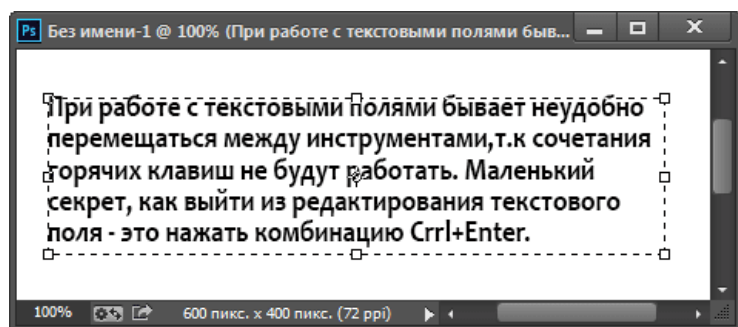 Ps Без имени-1 @ 100% (При работе с текстовыми полями быв...
При работе с текстовыми полями бывает неудобно
перемещаться между инструментами,т.к сочетания
горячих клавиш не будут работать. Маленький
секрет, как выйти из редактирования текстового
поля - это нажать комбинацию Crrl+Enter.
100% 600 пикс. x 400 пикс. (72 ppi)